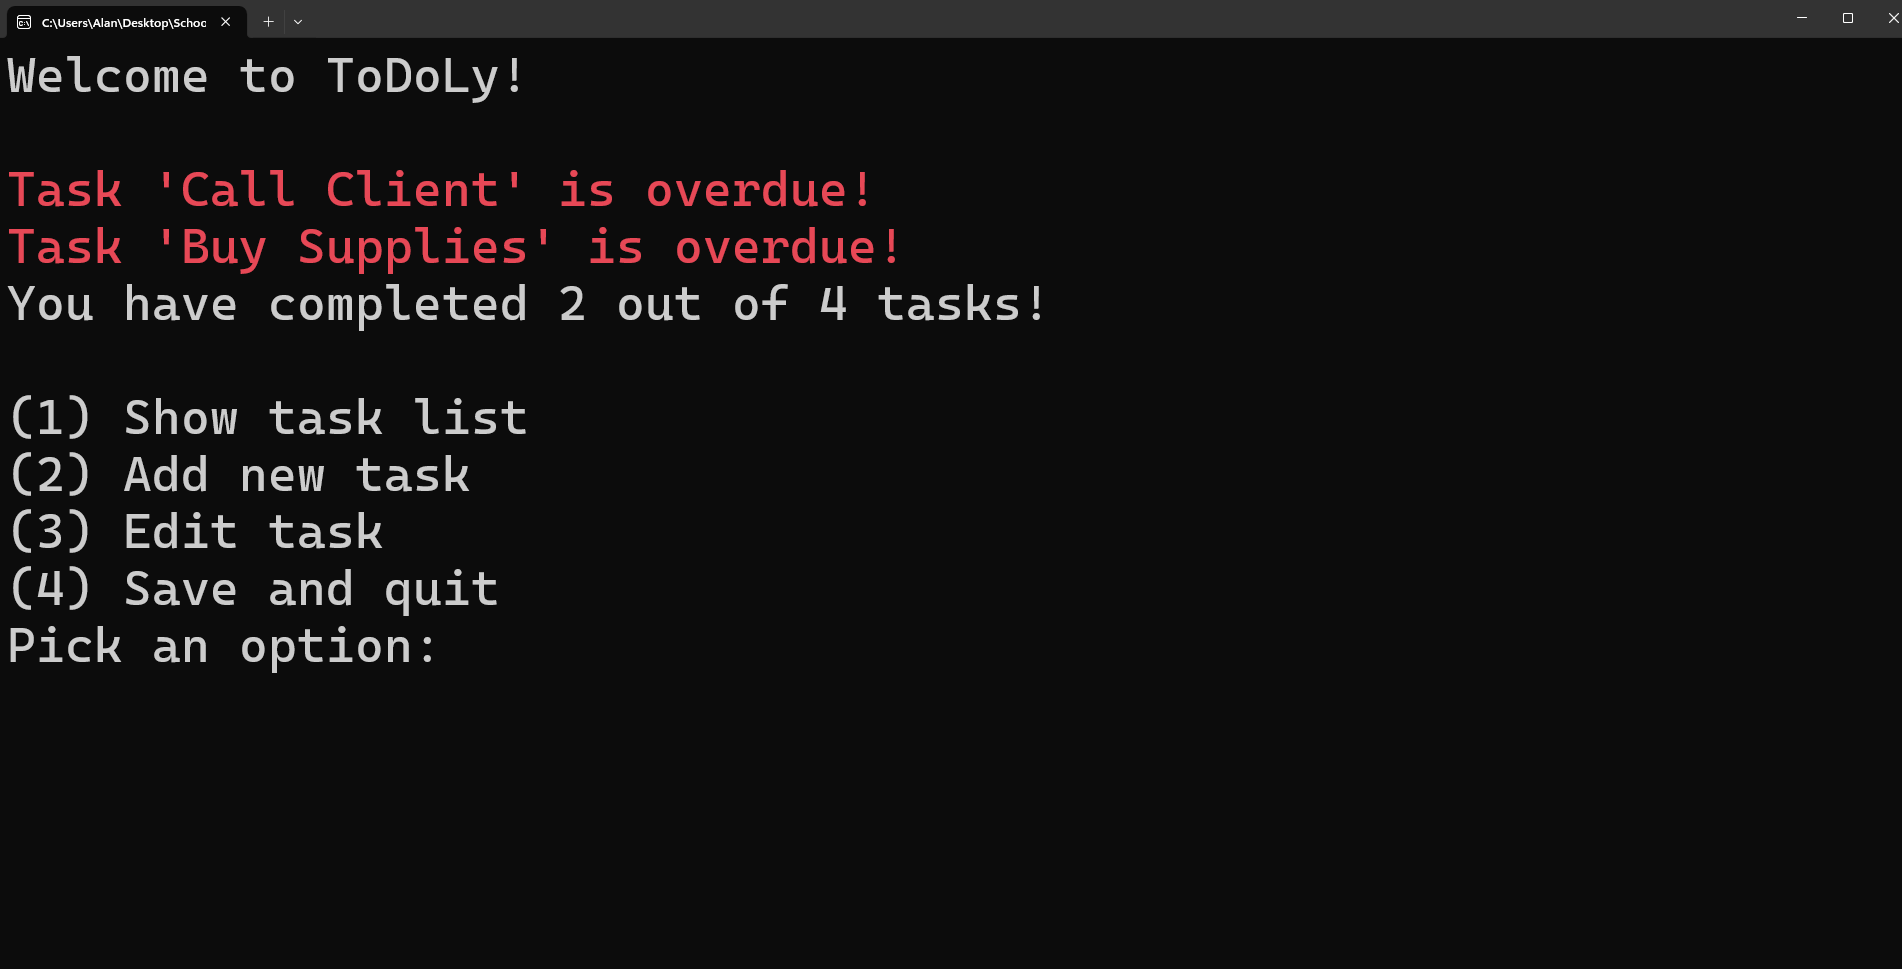 C:\Users\Alan\Desktop\Schoo
Welcome to ToDoLy!
Task 'Call Client' is overdue!
Task 'Buy Supplies' is overdue!
You have completed 2 out of 4 tasks!
(1) Show task list
(2) Add new task
(3) Edit task
(4) Save and quit
Pick an option: